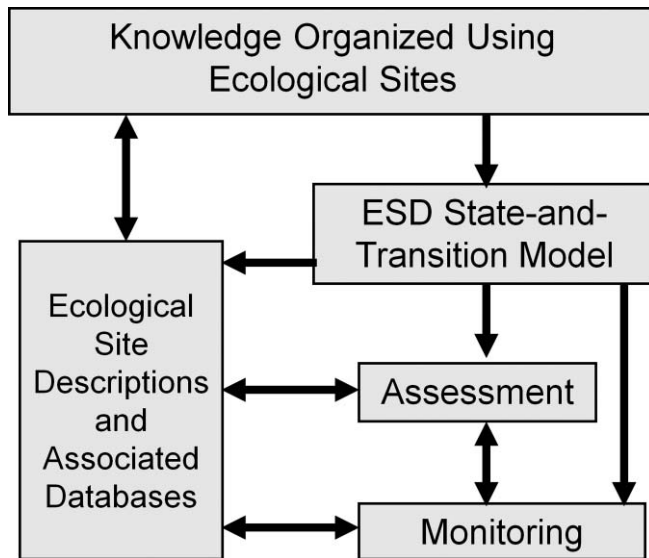 Knowledge Organized Using
Ecological Sites
ESD State-and-
Transition Model
Ecological
Site
Descriptions
and
Associated
Databases
Assessment
Monitoring